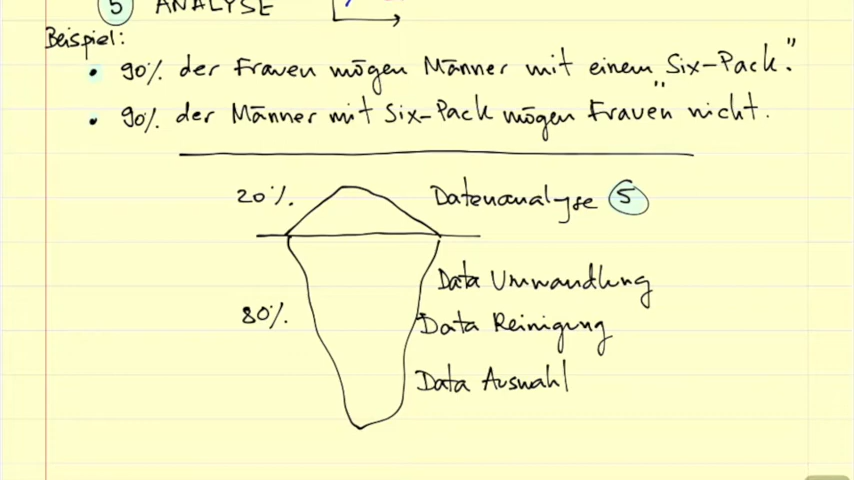 5 ANALYSE
Beispiel:
• 90% der Frauen mögen Männer mit einem „Six-Pack."
• 90% der Männer mit Six-Pack mögen Frauen nicht.
20%. Datenanalyse 5
Data Umwandlung
80%. Data Reinigung
Data Auswahl